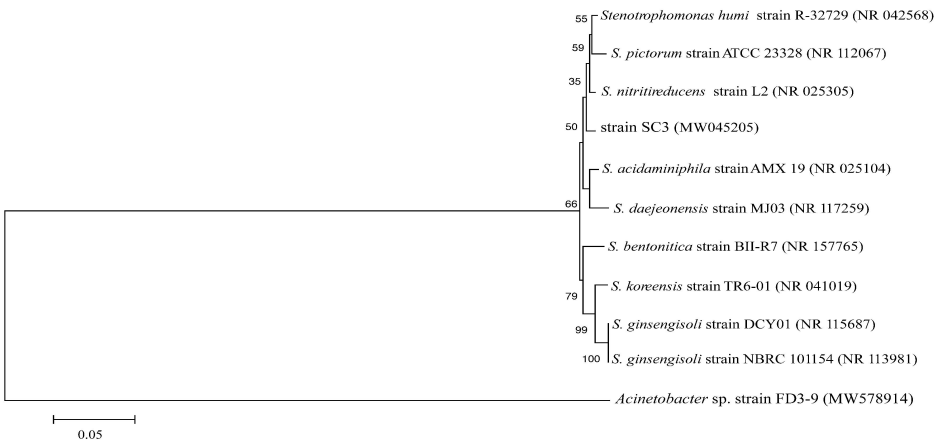 55
Stenotrophomonas humi strain R-32729 (NR 042568)
59
S. pictorum strain ATCC 23328 (NR 112067)
35
S. nitritireducens strain L2 (NR 025305)
50
strain SC3 (MW045205)
S. acidaminiphila strain AMX 19 (NR 025104)
66
S. daejeonensis strain MJ03 (NR 117259)
S. bentonitica strain BII-R7 (NR 157765)
79
S. koreensis strain TR6-01 (NR 041019)
99
S. ginsengisoli strain DCY01 (NR 115687)
100
S. ginsengisoli strain NBRC 101154 (NR 113981)
Acinetobacter sp. strain FD3-9 (MW578914)
0.05